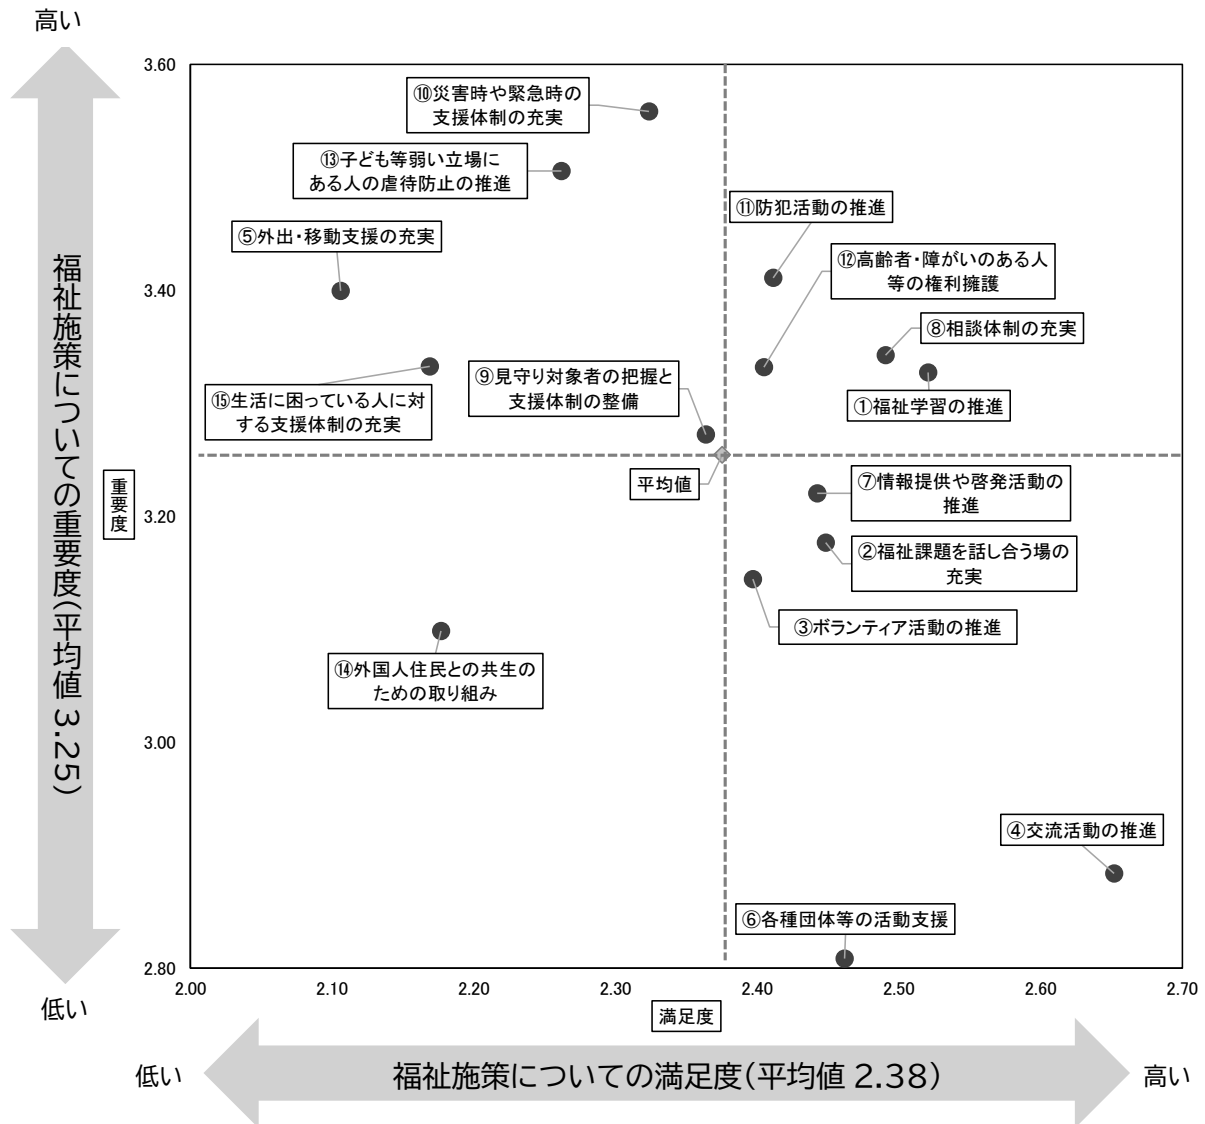 高い
3.60
⑩災害時や緊急時の
支援体制の充実
⑬子ども等弱い立場に
ある人の虐待防止の推進
⑪防犯活動の推進
⑤外出・移動支援の充実
⑫高齢者・障がいのある人
等の権利擁護
3.40
⑧相談体制の充実
⑨見守り対象者の把握と
支援体制の整備
⑮生活に困っている人に対
する支援体制の充実
①福祉学習の推進
福祉施策についての重要度(平均値 3.25)
重要度
平均値
⑦情報提供や啓発活動の
推進
3.20
②福祉課題を話し合う場の
充実
③ボランティア活動の推進
⑭外国人住民との共生の
ための取り組み
3.00
④交流活動の推進
⑥各種団体等の活動支援
2.80
2.00 2.10 2.20 2.30 2.40 2.50 2.60 2.70
低い
満足度
低い
福祉施策についての満足度(平均値 2.38)
高い